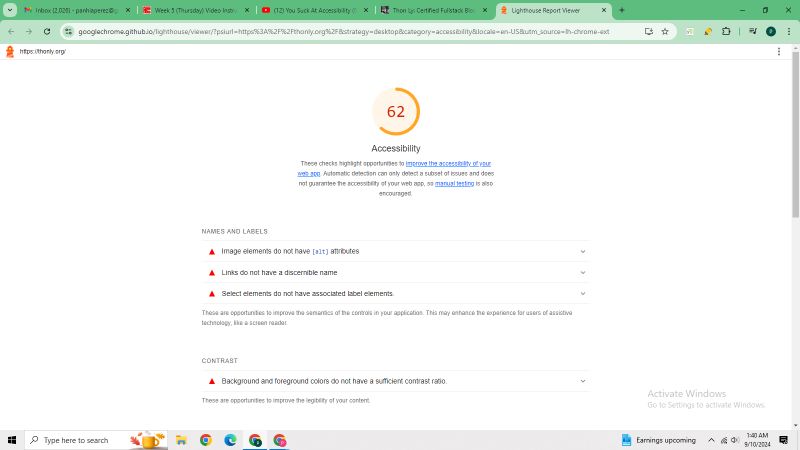 Inbox (2,026) - panhiaperez@g
Week 5 (Thursday) Video Instru
(12) You Suck At Accessibility (
Thon Ly: Certified Fullstack Blo
Lighthouse Report Viewer
googlechrome.github.io/lighthouse/viewer/?psiurl=https%3A%2F%2Fthonly.org%2F&strategy=desktop&category=accessibility&locale=en-US&utm_source=lh-chrome-ext
https://thonly.org/
62
Accessibility
These checks highlight opportunities to improve the accessibility of your
web app. Automatic detection can only detect a subset of issues and does
not guarantee the accessibility of your web app, so manual testing is also
encouraged.
NAMES AND LABELS
Image elements do not have [alt] attributes
Links do not have a discernible name
Select elements do not have associated label elements.
These are opportunities to improve the semantics of the controls in your application. This may enhance the experience for users of assistive
technology, like a screen reader.
CONTRAST
Background and foreground colors do not have a sufficient contrast ratio.
These are opportunities to improve the legibility of your content.
Activate Windows
Go to Settings to activate Windows.
Type here to search
Earnings upcoming
1:40 AM
9/10/2024